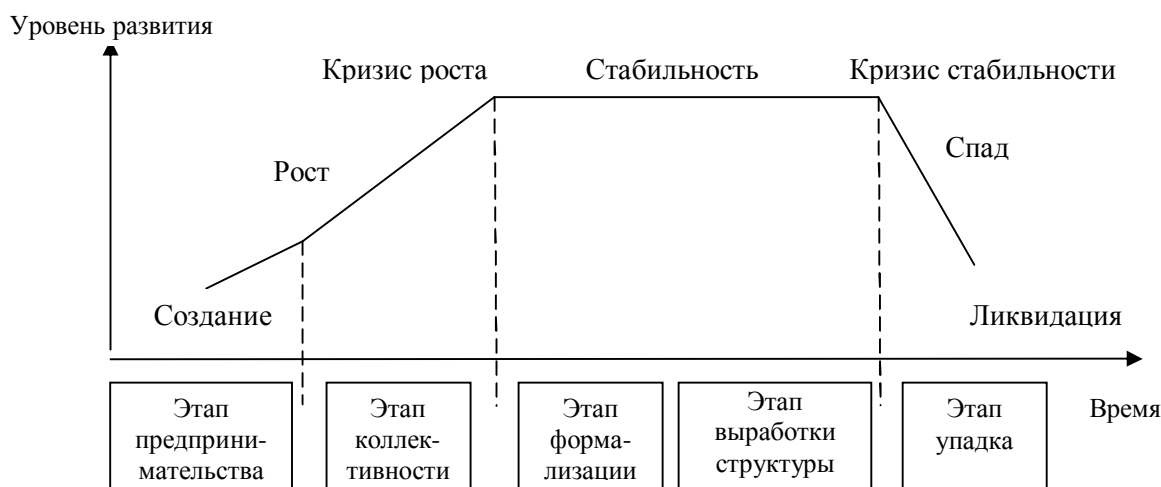 Уровень развития
Кризис роста
Стабильность
Кризис стабильности
Спад
Рост
Создание
Ликвидация
Этап
предприни-
мательства
Этап
коллек-
тивности
Этап
форма-
лизации
Этап
выработки
структуры
Этап
упадка
Время